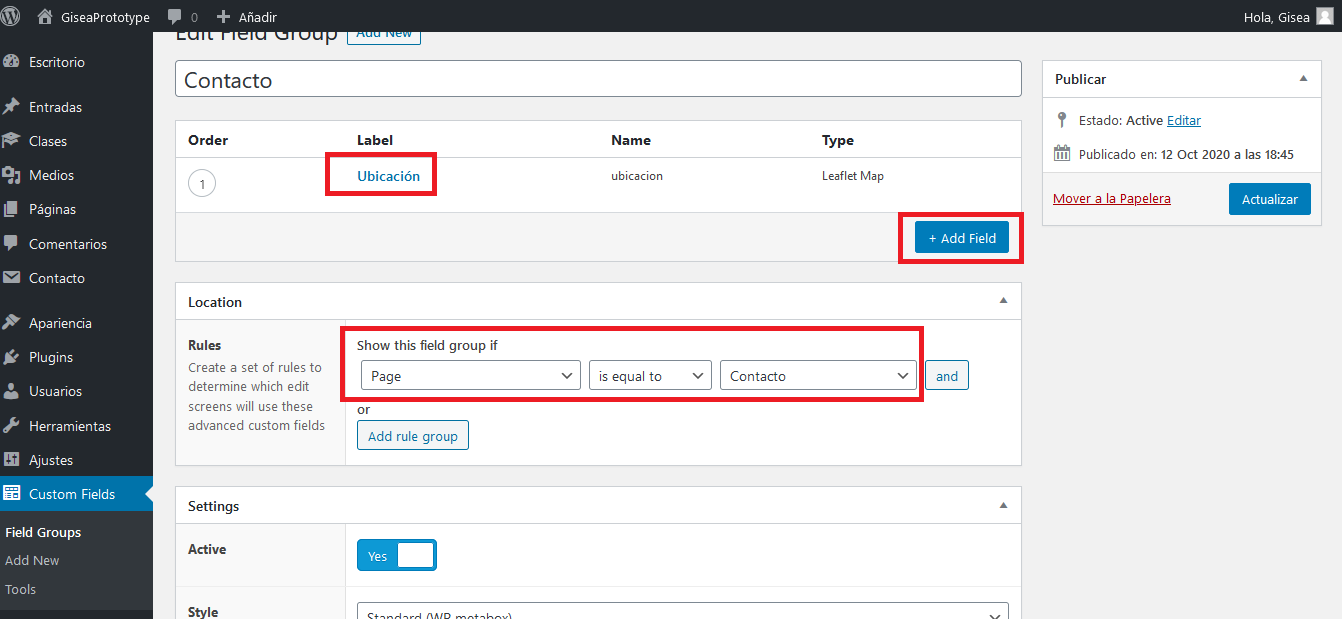 GiseaPrototype 0 Añadir Hola, Gisea
Edit Field Group Add New
Escritorio
Entradas
Clases
Medios
Páginas
Comentarios
Contacto
Apariencia
Plugins
Usuarios
Herramientas
Ajustes
Custom Fields
Field Groups
Add New
Tools
Contacto
Order Label Name Type
1 Ubicación ubicacion Leaflet Map
+ Add Field
Location
Rules
Create a set of rules to
determine which edit
screens will use these
advanced custom fields
Show this field group if
Page is equal to Contacto and
or
Add rule group
Settings
Active
Yes
Style
Standard (WP metabox)
Publicar
Estado: Active Editar
Publicado en: 12 Oct 2020 a las 18:45
Mover a la Papelera Actualizar